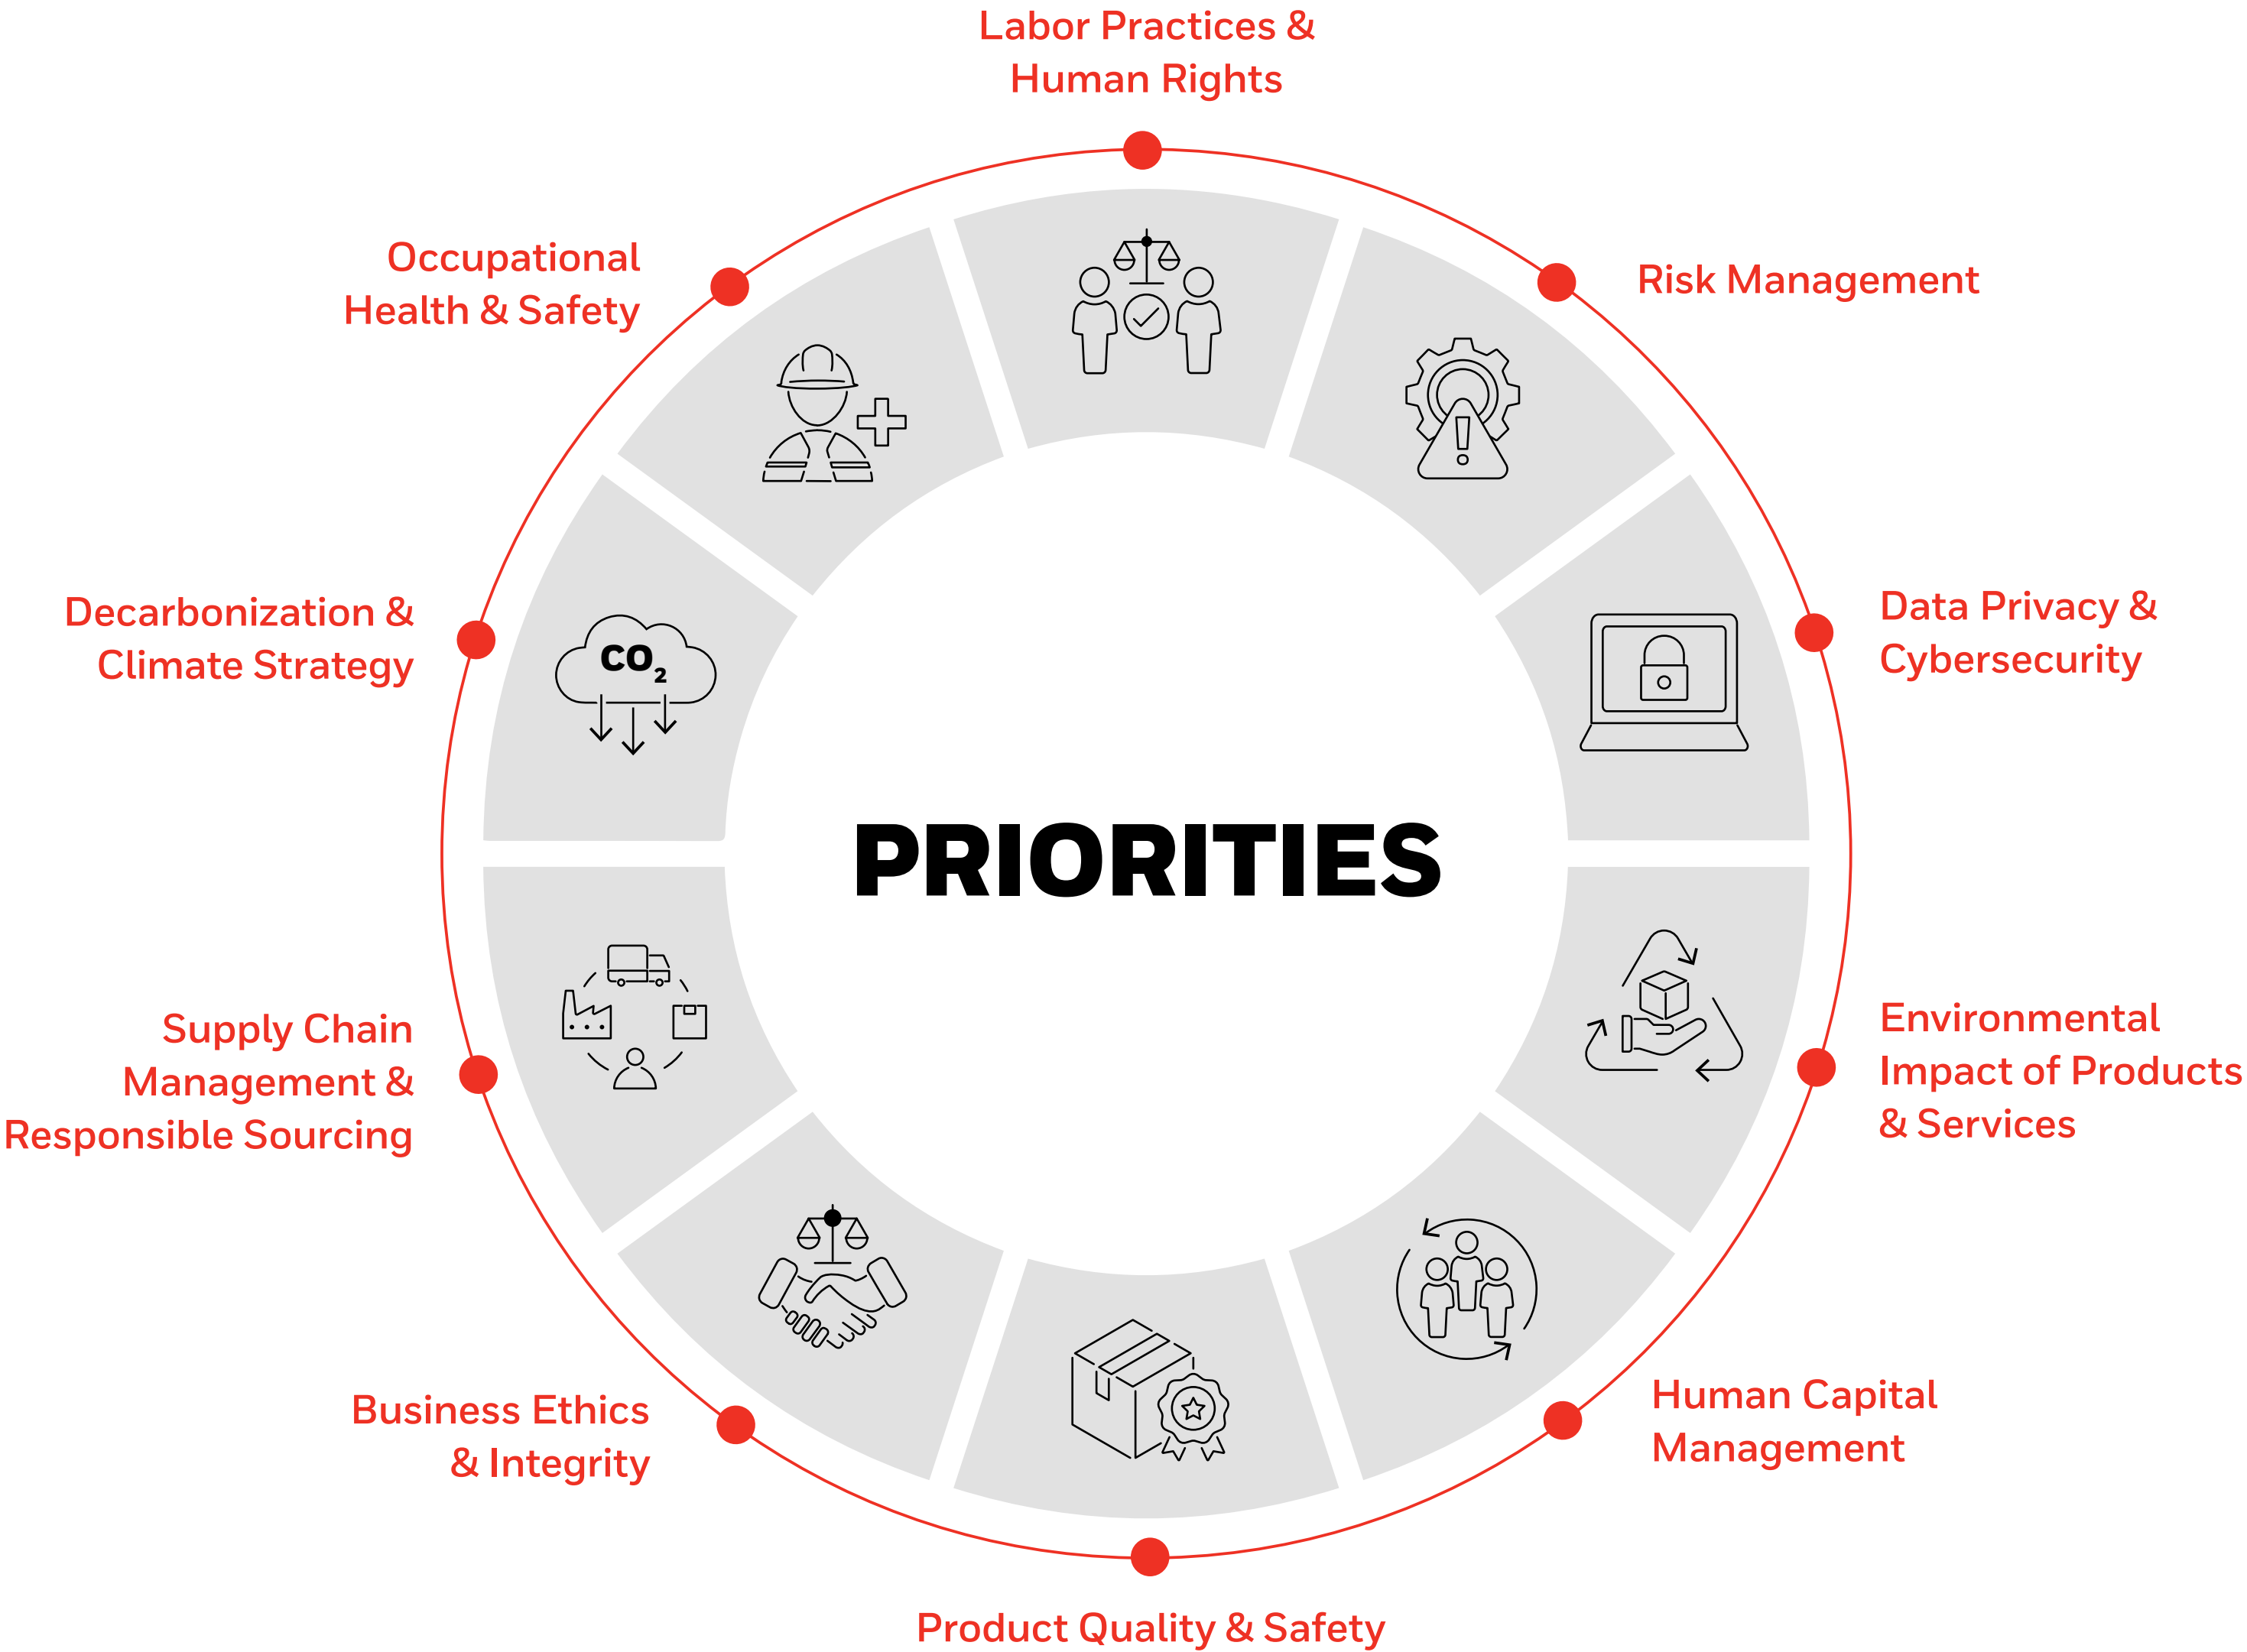 Labor Practices &
Human Rights
Risk Management
Data Privacy &
Cybersecurity
Environmental
Impact of Products
& Services
Human Capital
Management
Product Quality & Safety
Business Ethics
& Integrity
Supply Chain
Management &
Responsible Sourcing
Decarbonization &
Climate Strategy
Occupational
Health & Safety
CO₂
PRIORITIES